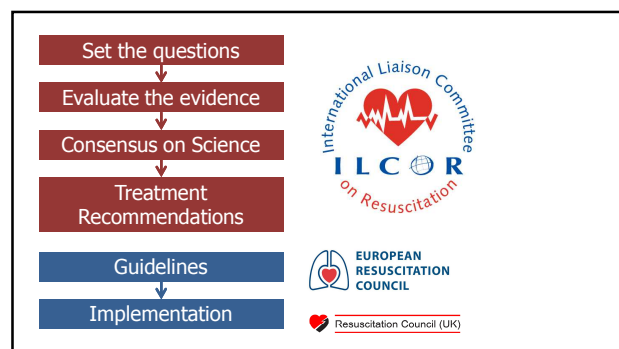 Set the questions
Evaluate the evidence
Consensus on Science
Treatment
Recommendations
Guidelines
Implementation
International Liaison Committee
ILCOR
on Resuscitation
EUROPEAN
RESUSCITATION
COUNCIL
Resuscitation Council (UK)